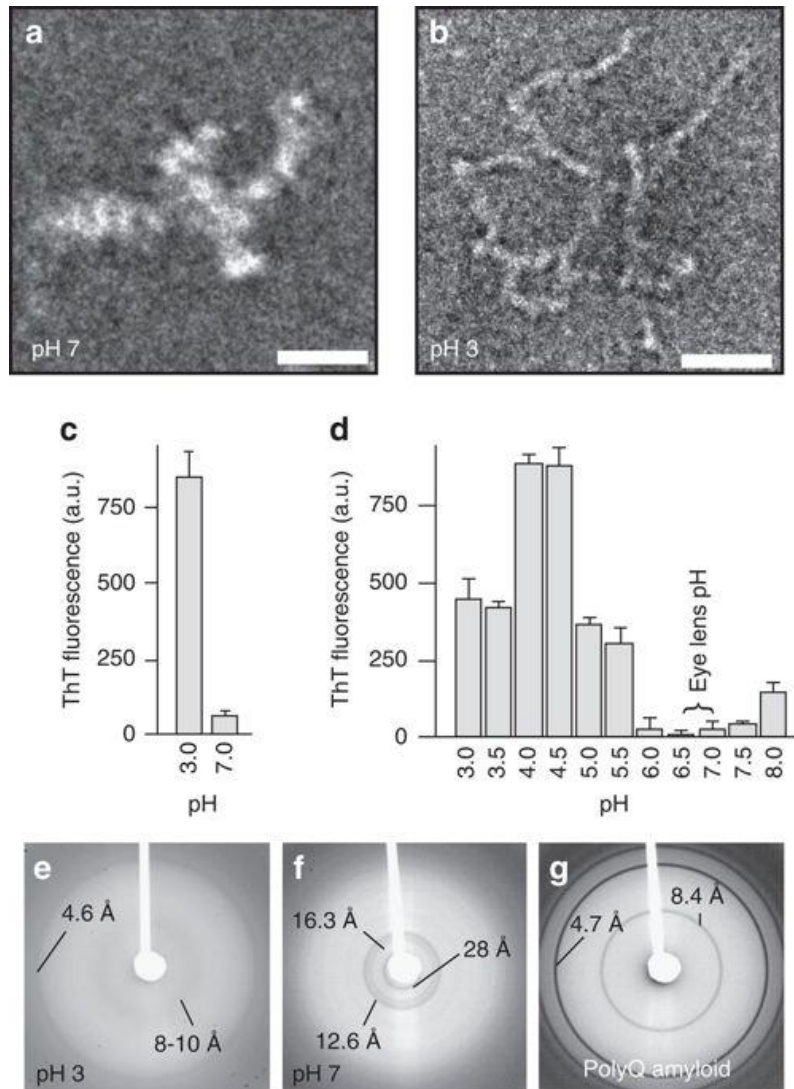 a
pH 7
b
pH 3
c
ThT fluorescence (a.u.)
750
500
250
0
3.0
7.0
pH
d
ThT fluorescence (a.u.)
750
500
250
0
Eye lens pH
3.0
3.5
4.0
4.5
5.0
5.5
6.0
6.5
7.0
7.5
8.0
pH
e
4.6 Å
8-10 Å
pH 3
f
16.3 Å
28 Å
12.6 Å
pH 7
g
8.4 Å
4.7 Å
PolyQ amyloid